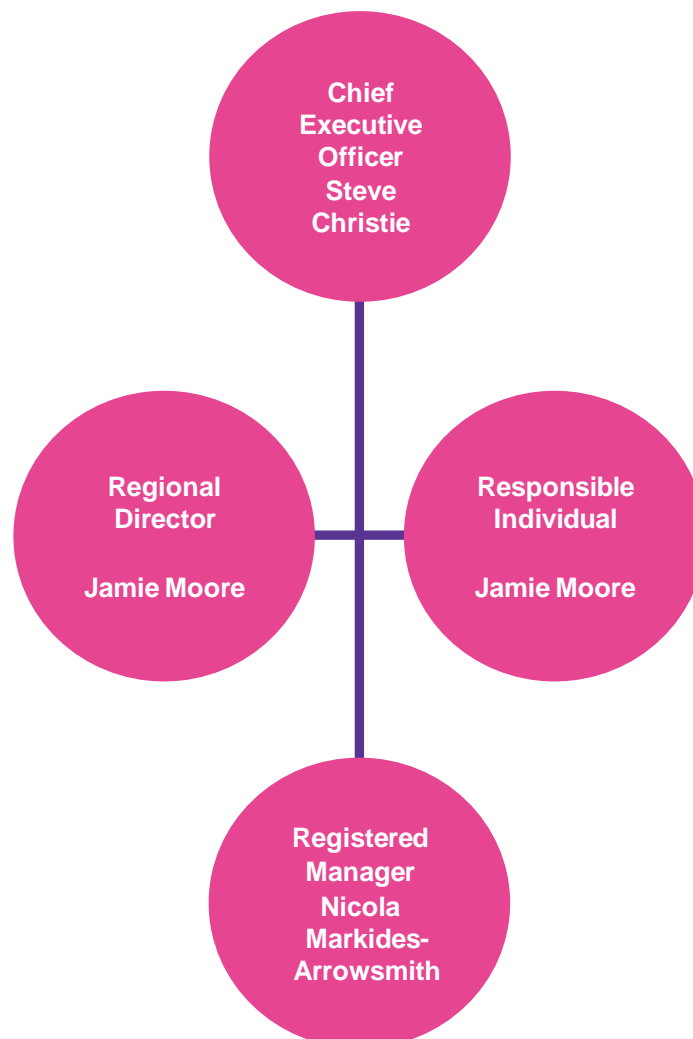 Chief
Executive
Officer
Steve
Christie
Regional
Director
Jamie Moore
Responsible
Individual
Jamie Moore
Registered
Manager
Nicola
Markides-
Arrowsmith